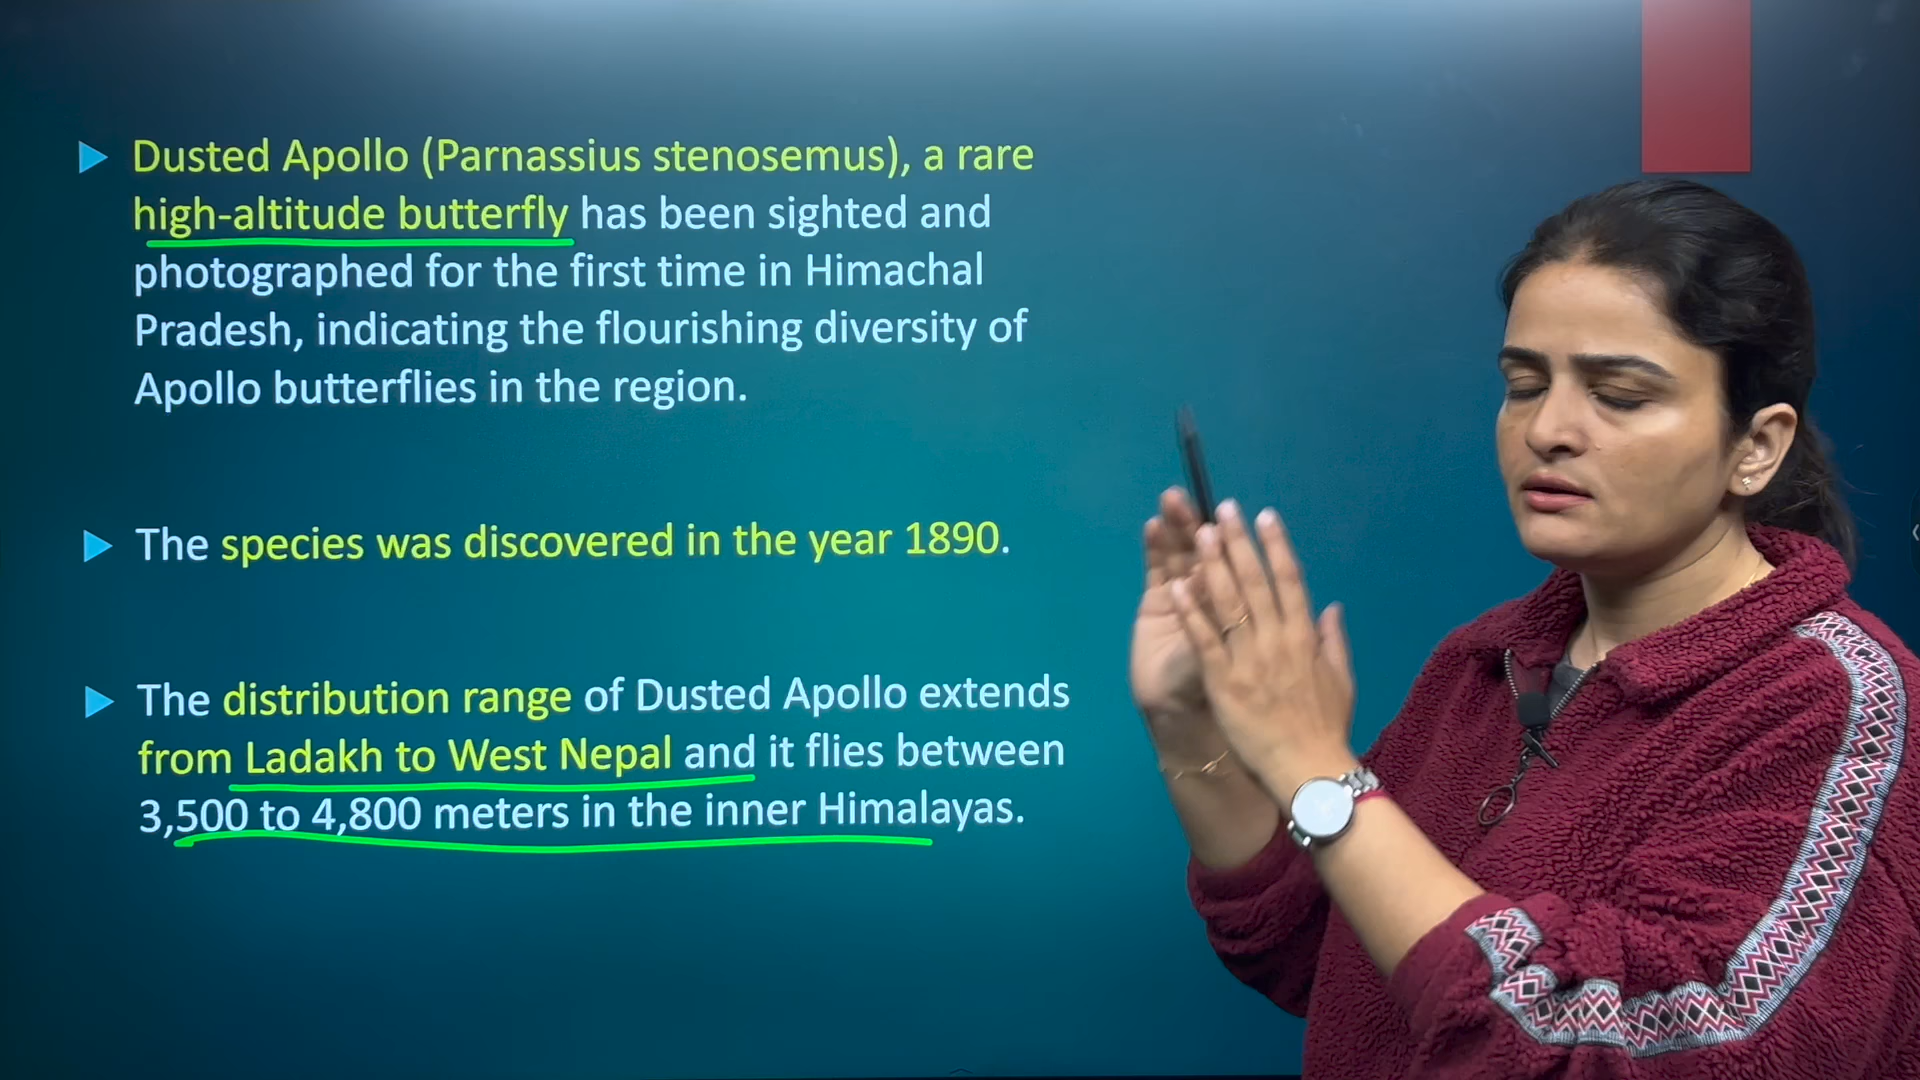 Dusted Apollo (Parnassius stenosemus), a rare
high-altitude butterfly has been sighted and
photographed for the first time in Himachal
Pradesh, indicating the flourishing diversity of
Apollo butterflies in the region.
The species was discovered in the year 1890.
The distribution range of Dusted Apollo extends
from Ladakh to West Nepal and it flies between
3,500 to 4,800 meters in the inner Himalayas.